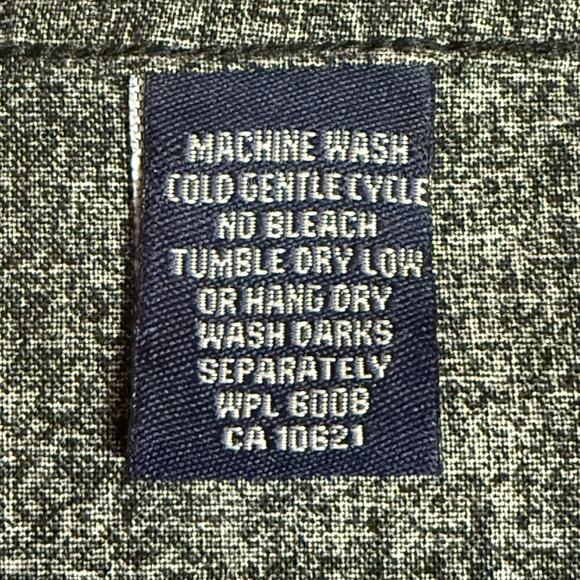 MACHINE WASH
COLD GENTLE CYCLE
NO BLEACH
TUMBLE DRY LOW
OR HANG DRY
WASH DARKS
SEPARATELY
WPL 6006
CA 10621